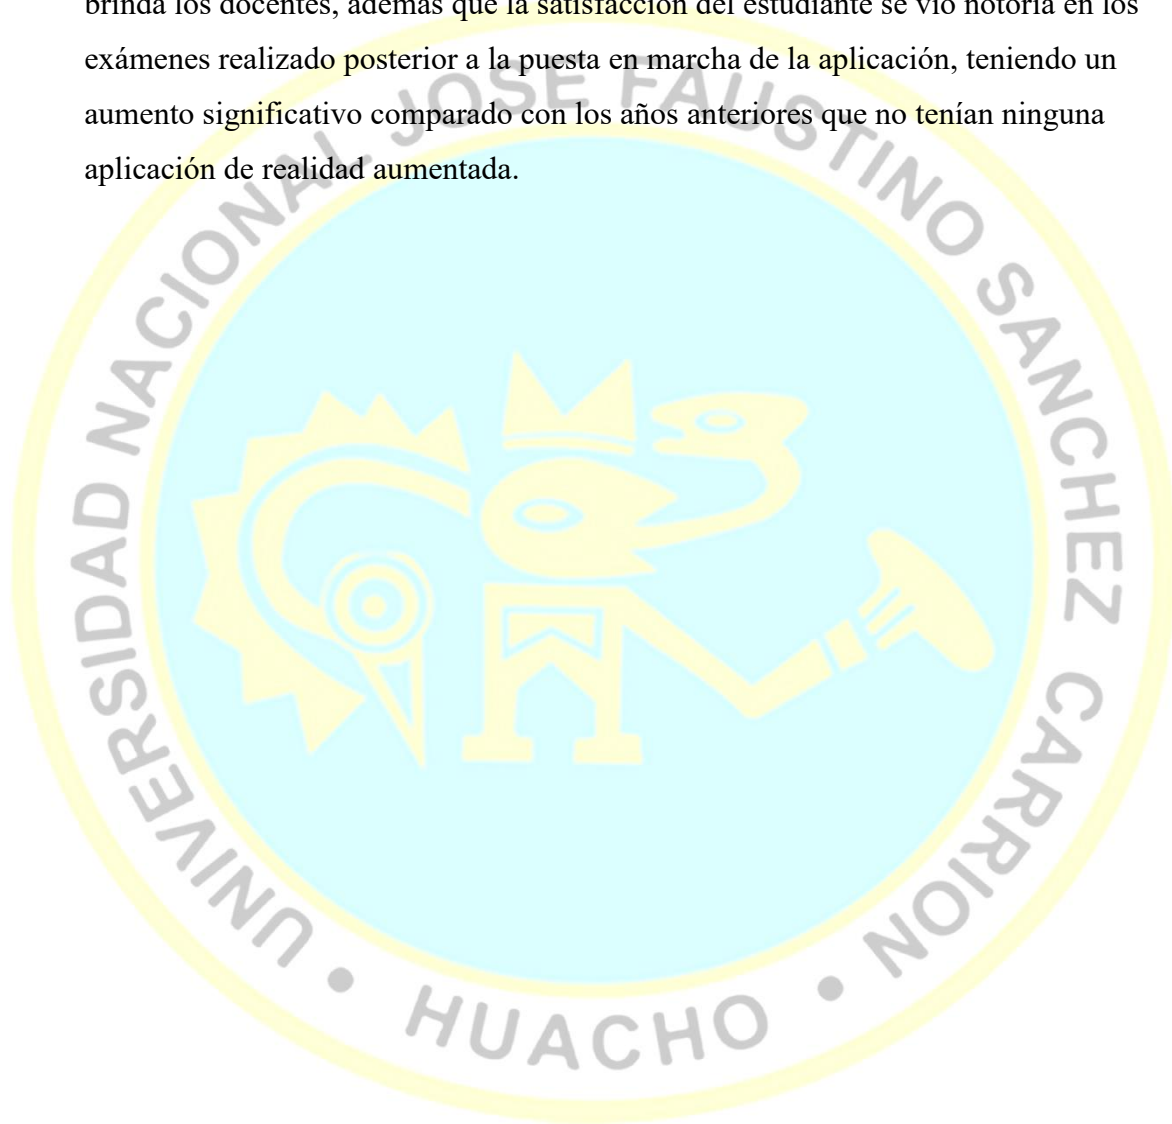 brinda los docentes, además que la satisfacción del estudiante se vio notoria en los
exámenes realizado posterior a la puesta en marcha de la aplicación, teniendo un
aumento significativo comparado con los años anteriores que no tenían ninguna
aplicación de realidad aumentada.
UNIVERSIDAD NACIONAL JOSE FAUSTINO SANCHEZ CARRION
• HUACHO •